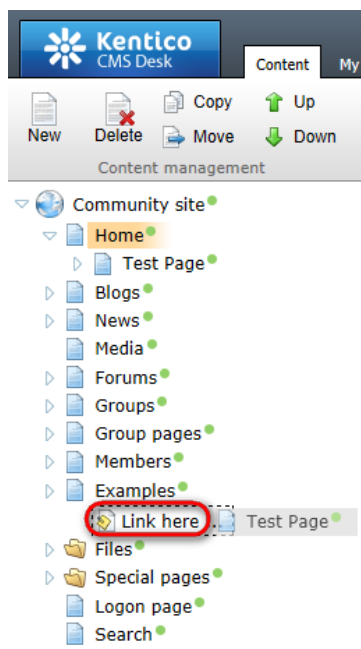 Kentico
CMS Desk
Content My
New Delete Copy Up
Move Down
Content management
Community site
Home
Test Page
Blogs
News
Media
Forums
Groups
Group pages
Members
Examples
Link here ... Test Page
Files
Special pages
Logon page
Search